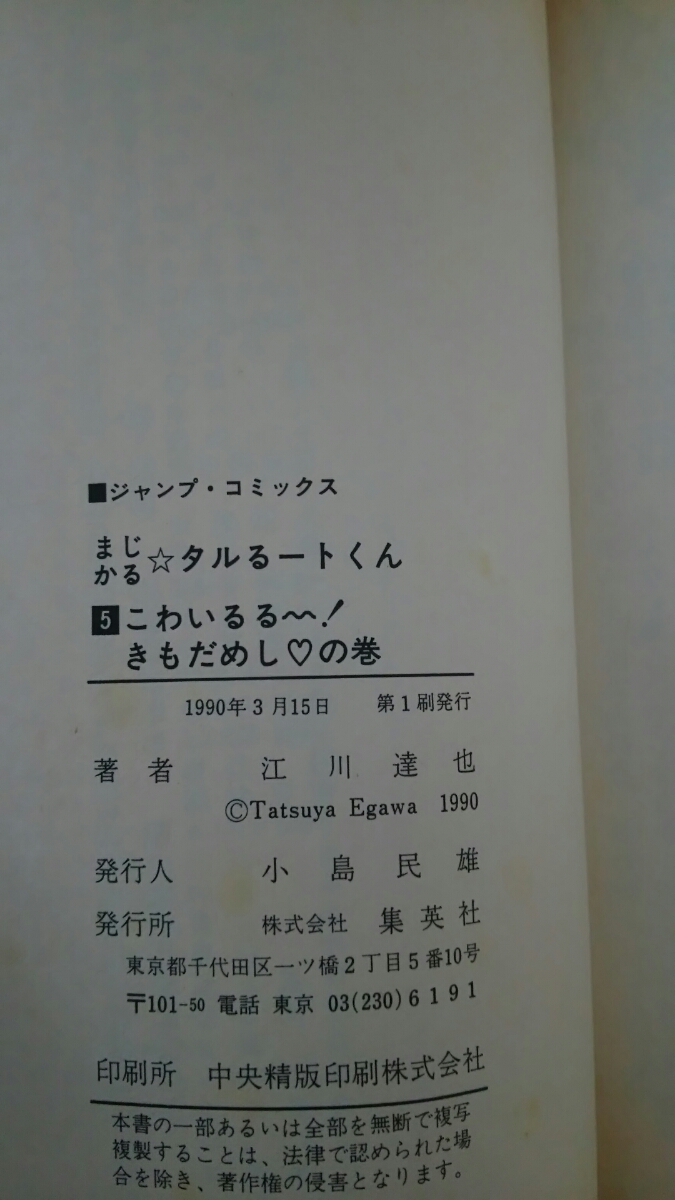 ■ジャンプ・コミックス
まじかる☆タルるートくん
5こわいるる〜!
きもだめし♡の巻
1990年3月15日 第1刷発行
著者 江川達也
©Tatsuya Egawa 1990
発行人 小島民雄
発行所 株式会社 集英社
東京都千代田区一ツ橋2丁目5番10号
〒101-50 電話 東京 03(230)6191
印刷所 中央精版印刷株式会社
本書の一部あるいは全部を無断で複写
複製することは、法律で認められた場
合を除き、著作権の侵害となります。